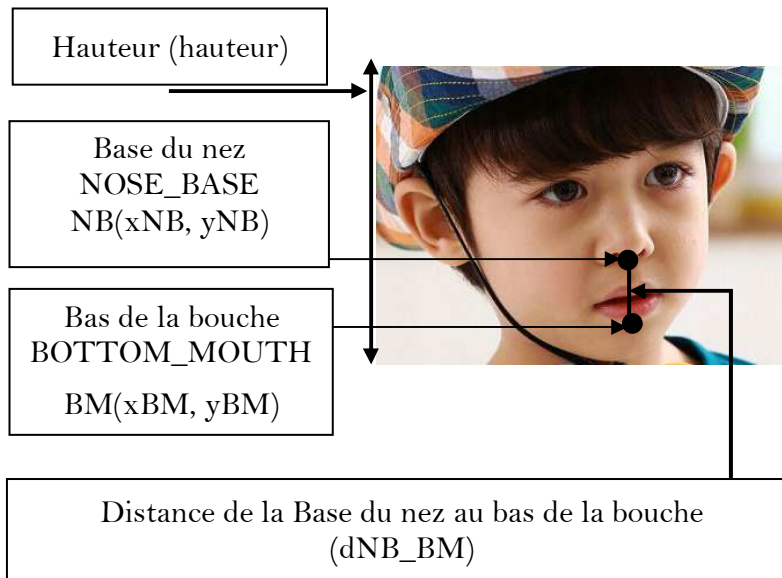 Hauteur (hauteur)
Base du nez
NOSE_BASE
NB(xNB, yNB)
Bas de la bouche
BOTTOM_MOUTH
BM(xBM, yBM)
Distance de la Base du nez au bas de la bouche
(dNB_BM)